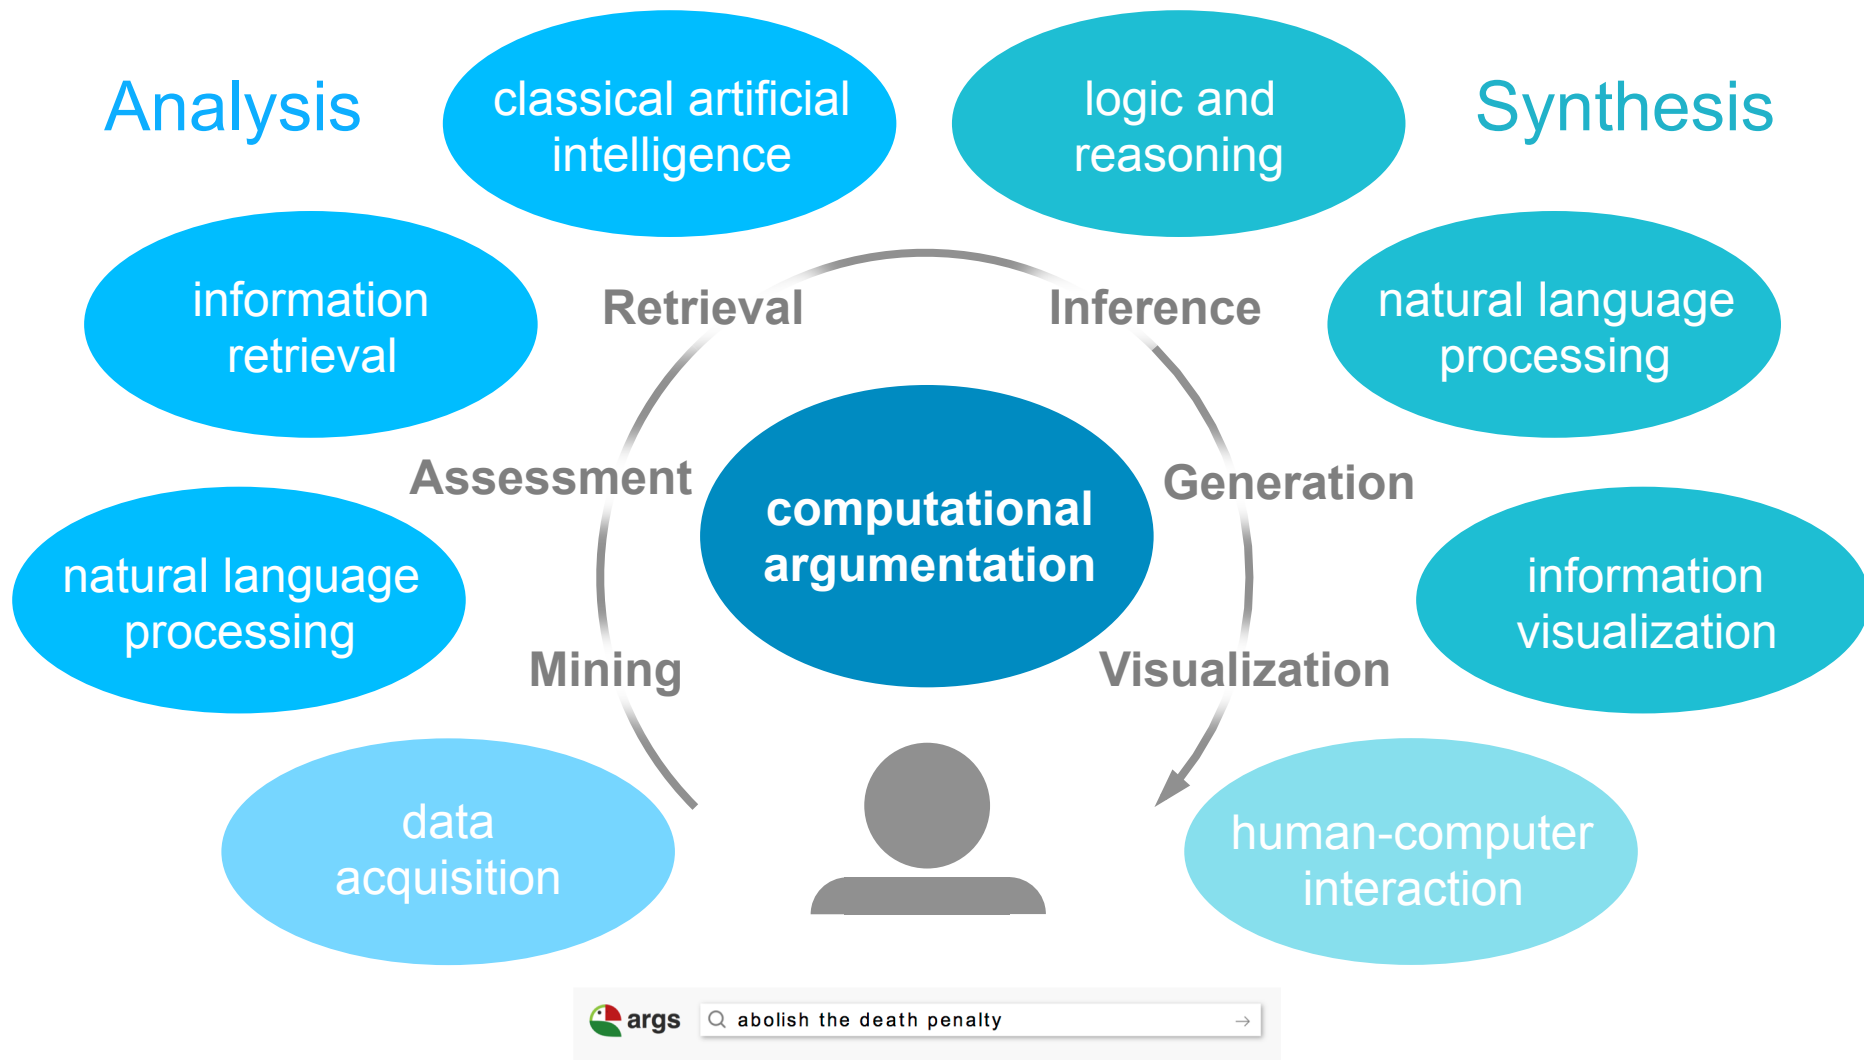 Analysis
classical artificial
intelligence
logic and
reasoning
Synthesis
information
retrieval
Retrieval
Inference
natural language
processing
Assessment
computational
argumentation
Generation
natural language
processing
information
visualization
Mining
Visualization
data
acquisition
human-computer
interaction
args
abolish the death penalty